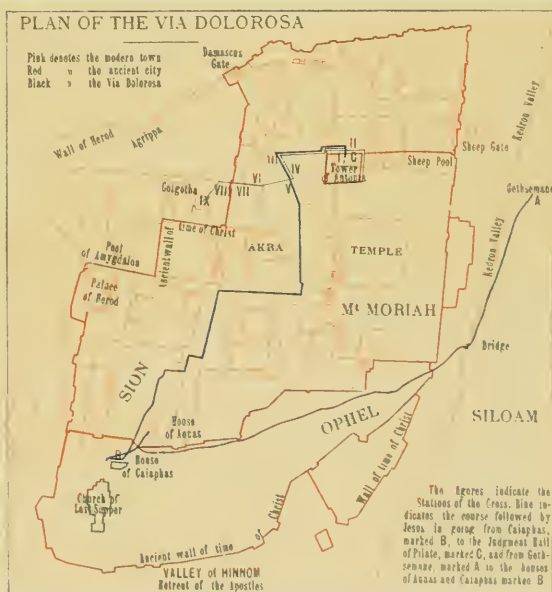 PLAN OF THE VIA DOLOROSA
Pink denotes the modern town
Red " the ancient city
Black " the Via Dolorosa
Damascus
Gate
Wall of Herod Agrippa
Kedron Valley
II
Sheep Gate
III
I C
Sheep Pool
IV
Tower
of Antonia
Gethsemane
A
VI
V
Golgotha
VIII VII
IX
Ancient wall of
time of Christ
AKRA
TEMPLE
Kedron Valley
Pool
of Amygdalon
Palace
of Herod
Mt MORIAH
Bridge
SION
House
of Annas
OPHEL
SILOAM
B
House
of Caiaphas
Church of
Last Supper
Wall of time of Christ
Ancient wall of time of Christ
VALLEY of HINNOM
Retreat of the Apostles
The figures indicate the
Stations of the Cross. Blue in-
dicates the course followed by
Jesus in going from Caiaphas,
marked B, to the Judgment Hall
of Pilate, marked C, and from Geth-
semane, marked A to the houses
of Annas and Caiaphas marked B